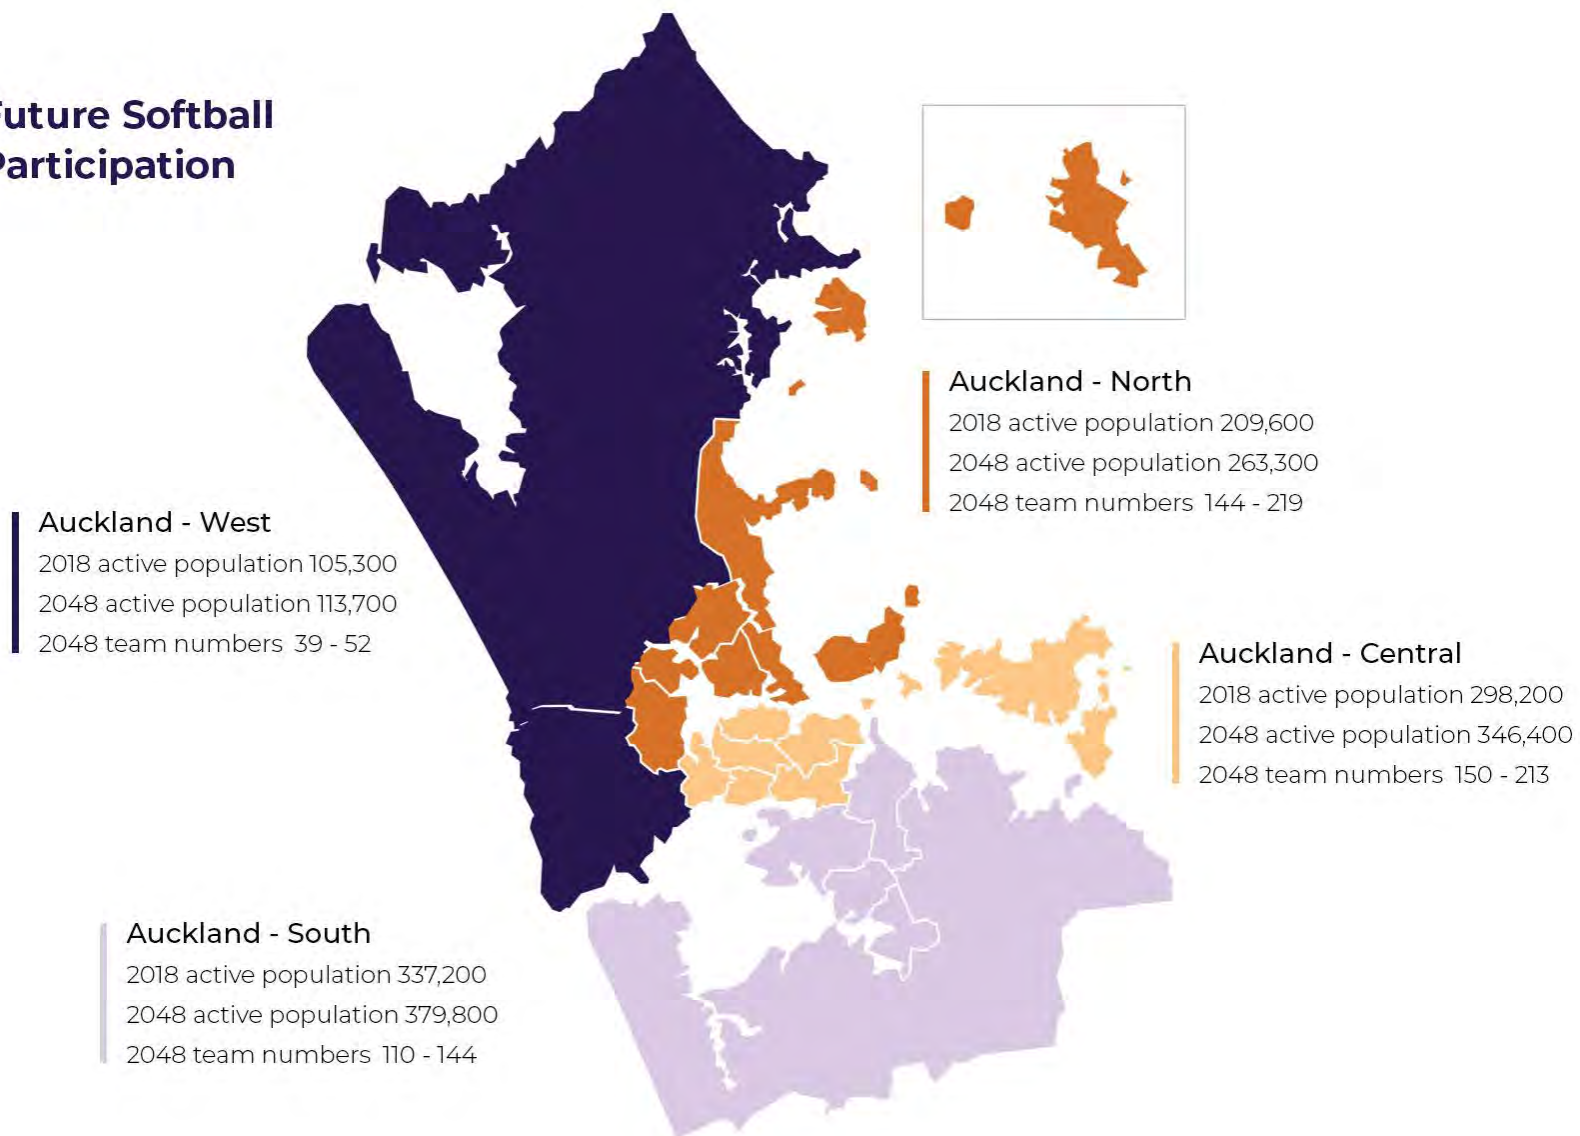 Future Softball
Participation
Auckland - North
2018 active population 209,600
2048 active population 263,300
2048 team numbers 144 - 219
Auckland - West
2018 active population 105,300
2048 active population 113,700
2048 team numbers 39 - 52
Auckland - Central
2018 active population 298,200
2048 active population 346,400
2048 team numbers 150 - 213
Auckland - South
2018 active population 337,200
2048 active population 379,800
2048 team numbers 110 - 144